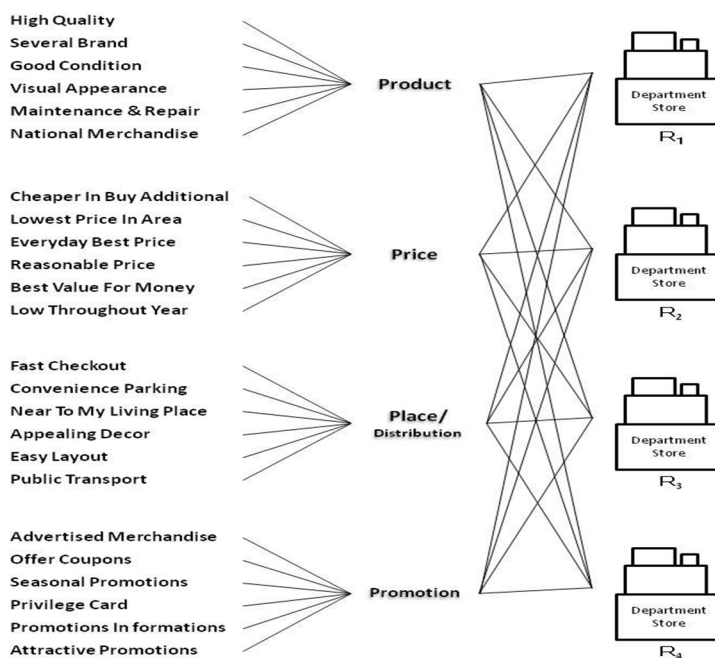 High Quality
Several Brand
Good Condition
Visual Appearance
Maintenance & Repair
National Merchandise
Product
Department
Store
R1
Cheaper In Buy Additional
Lowest Price In Area
Everyday Best Price
Reasonable Price
Best Value For Money
Low Throughout Year
Price
Department
Store
R2
Fast Checkout
Convenience Parking
Near To My Living Place
Appealing Decor
Easy Layout
Public Transport
Place/
Distribution
Department
Store
R3
Advertised Merchandise
Offer Coupons
Seasonal Promotions
Privilege Card
Promotions In formations
Attractive Promotions
Promotion
Department
Store
R4